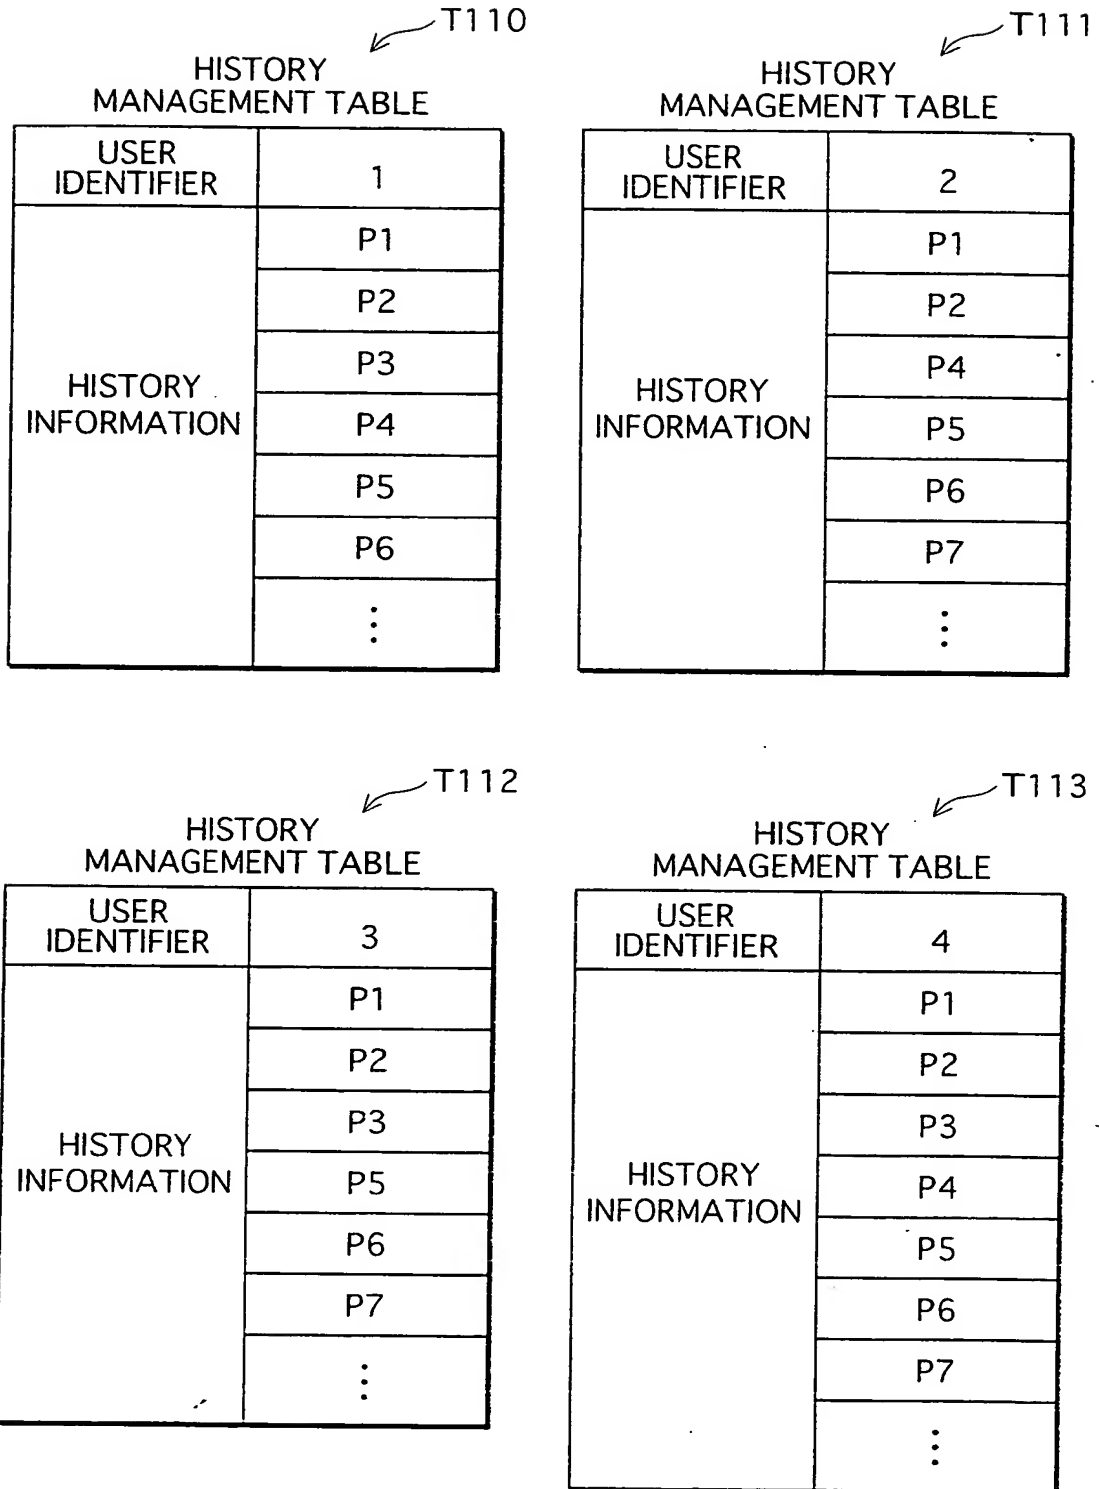 T110
HISTORY
MANAGEMENT TABLE
USER
IDENTIFIER
1
HISTORY
INFORMATION
P1
P2
P3
P4
P5
P6
⋮
T111
HISTORY
MANAGEMENT TABLE
USER
IDENTIFIER
2
HISTORY
INFORMATION
P1
P2
P4
P5
P6
P7
⋮
T112
HISTORY
MANAGEMENT TABLE
USER
IDENTIFIER
3
HISTORY
INFORMATION
P1
P2
P3
P5
P6
P7
⋮
T113
HISTORY
MANAGEMENT TABLE
USER
IDENTIFIER
4
HISTORY
INFORMATION
P1
P2
P3
P4
P5
P6
P7
⋮